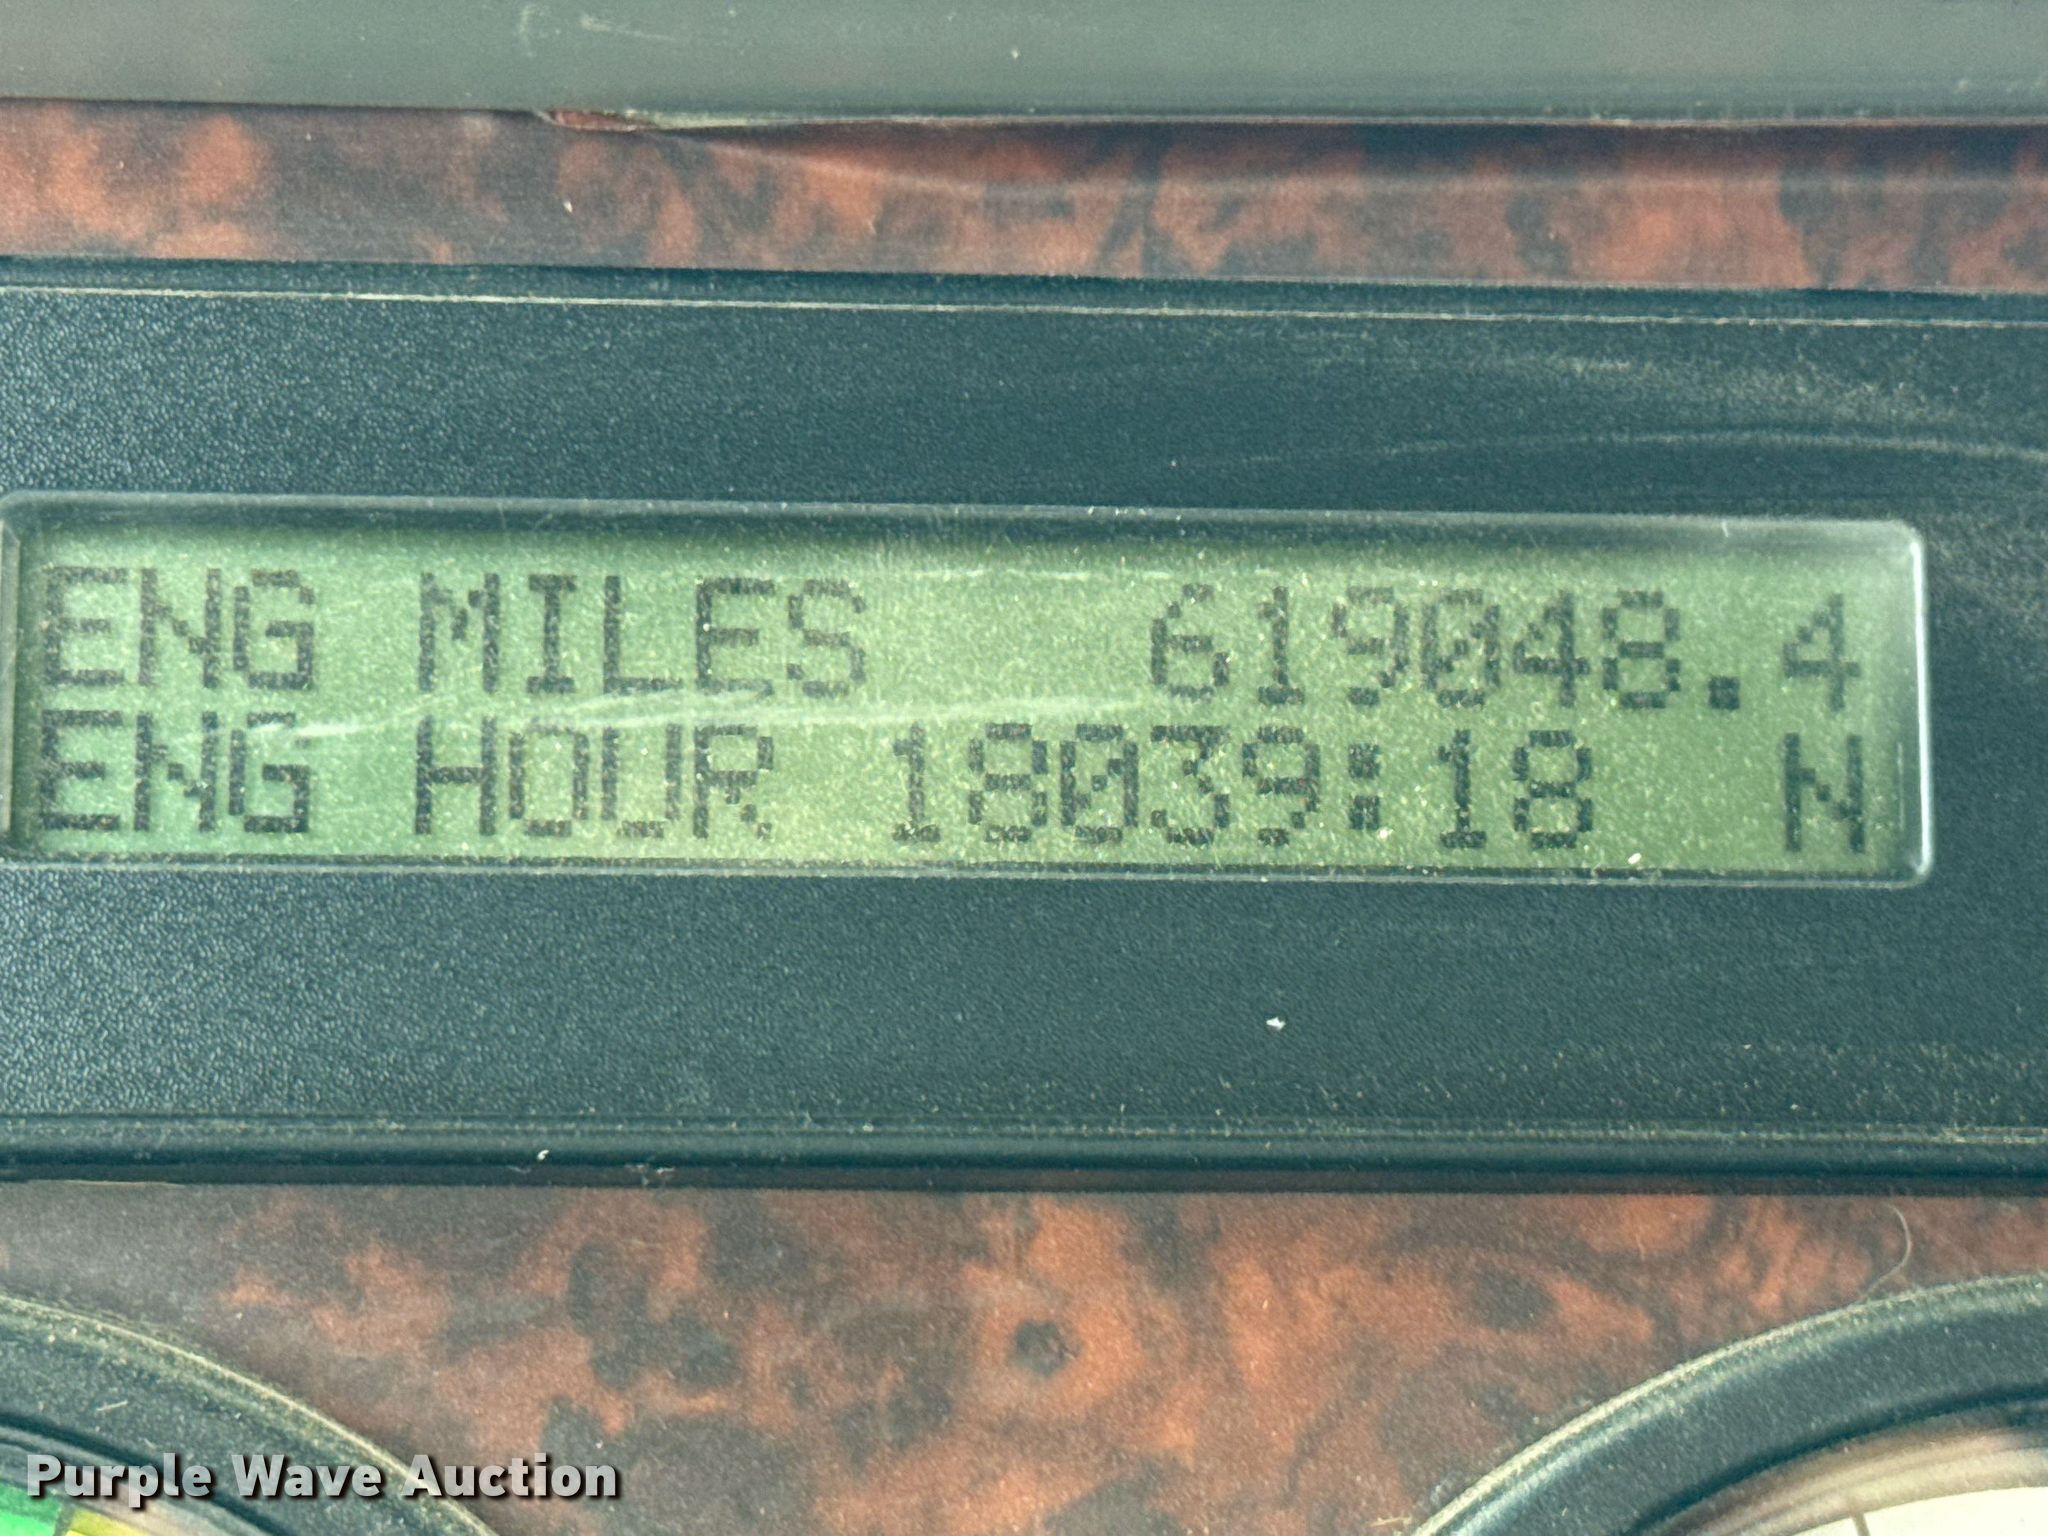 ENG MILES 619048.4
ENG HOUR 18039:18 N
Purple Wave Auction